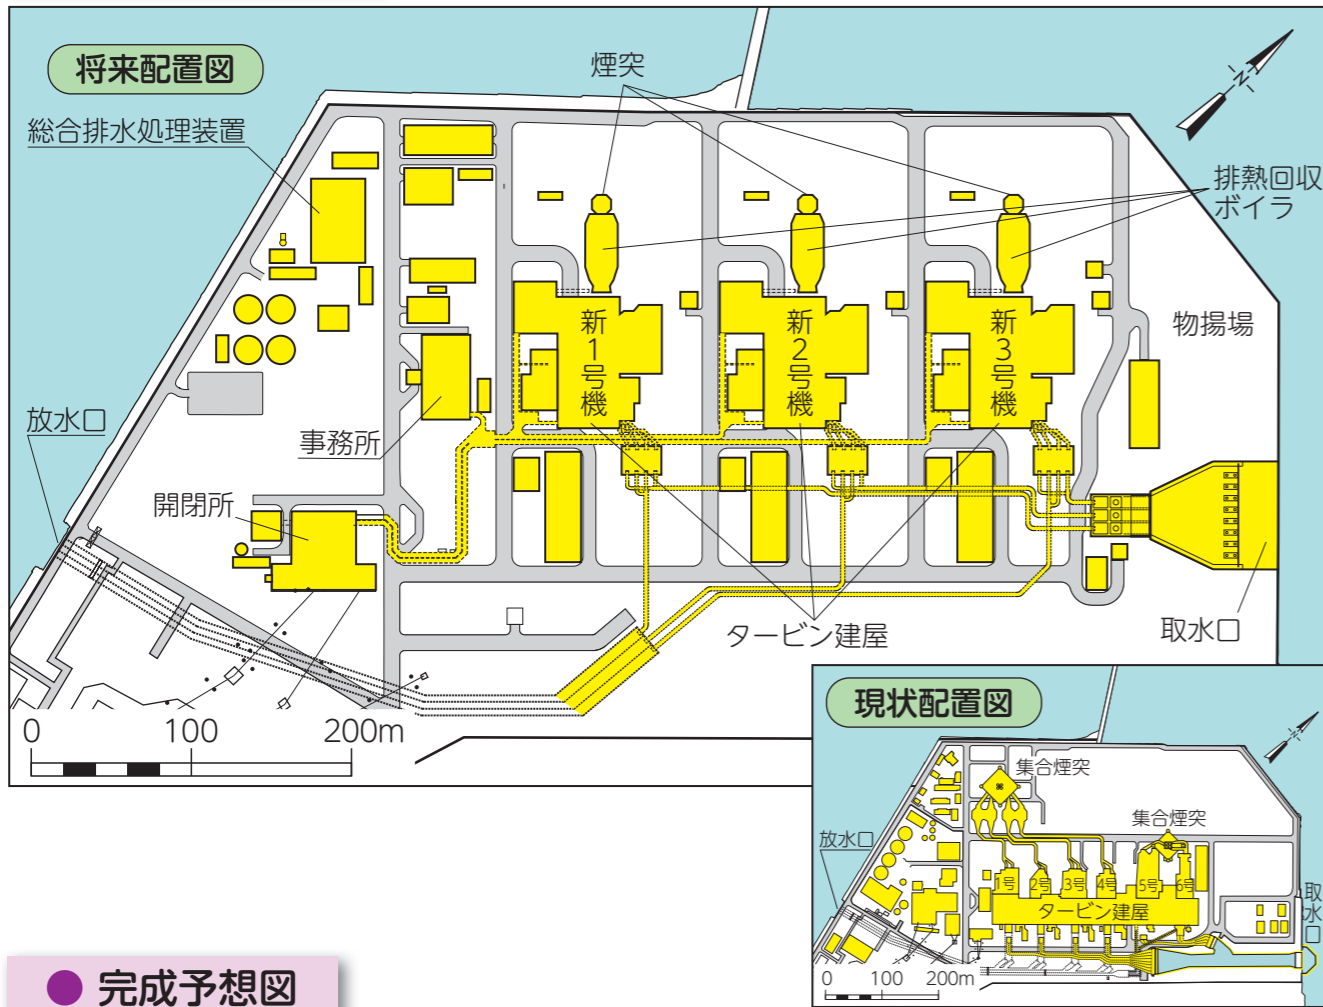 将来配置図
煙突
N
総合排水処理装置
排熱回収
ボイラ
新1号機
新2号機
新3号機
物揚場
放水口
事務所
開閉所
タービン建屋
取水口
0 100 200m
現状配置図
N
集合煙突
集合煙突
放水口
1号
2号
3号
4号
5号
6号
タービン建屋
取水口
0 100 200m
● 完成予想図